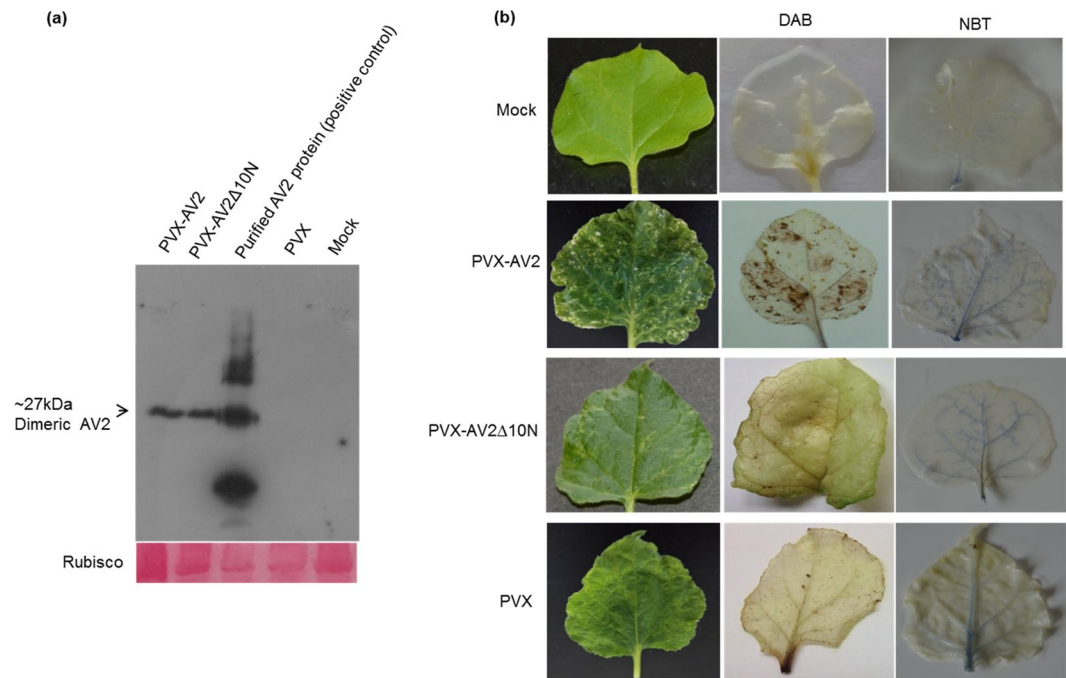 (a)
PVX-AV2
PVX-AV2Δ10N
Purified AV2 protein (positive control)
PVX
Mock
~27kDa
Dimeric AV2
Rubisco
(b)
DAB
NBT
Mock
PVX-AV2
PVX-AV2Δ10N
PVX